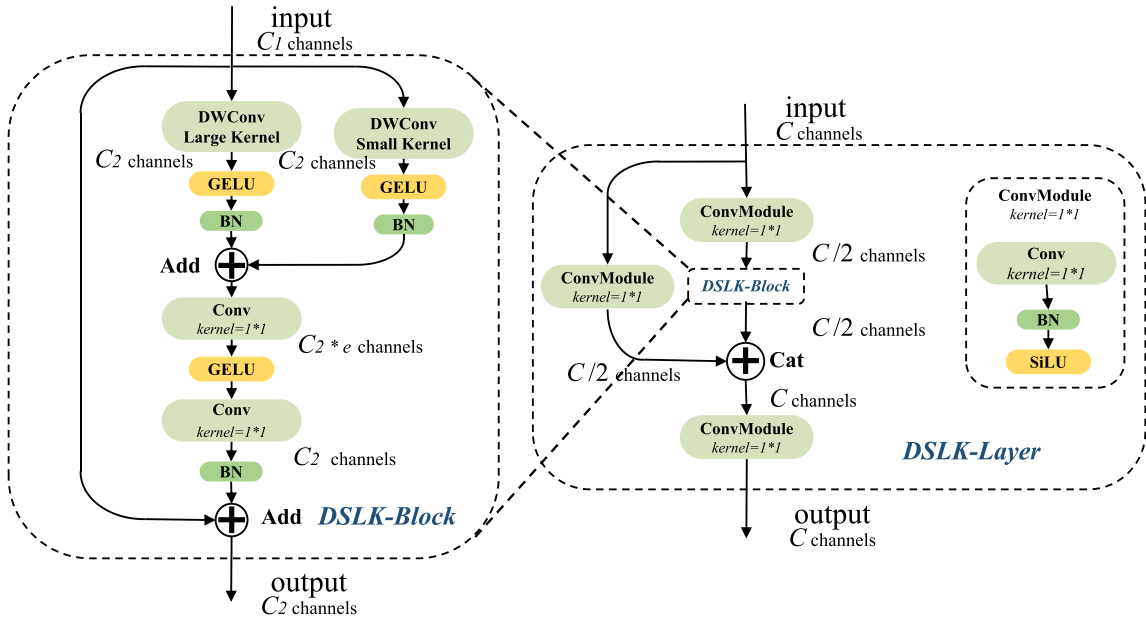 input
C1 channels
DWConv
Large Kernel
DWConv
Small Kernel
C2 channels
C2 channels
GELU
GELU
BN
BN
Add
Conv
kernel=1*1
C2 * e channels
GELU
Conv
kernel=1*1
C2 channels
BN
Add
DSLK-Block
output
C2 channels
input
C channels
ConvModule
kernel=1*1
C/2 channels
ConvModule
kernel=1*1
DSLK-Block
C/2 channels
Cat
C/2 channels
C channels
ConvModule
kernel=1*1
DSLK-Layer
output
C channels
ConvModule
kernel=1*1
Conv
kernel=1*1
BN
SiLU